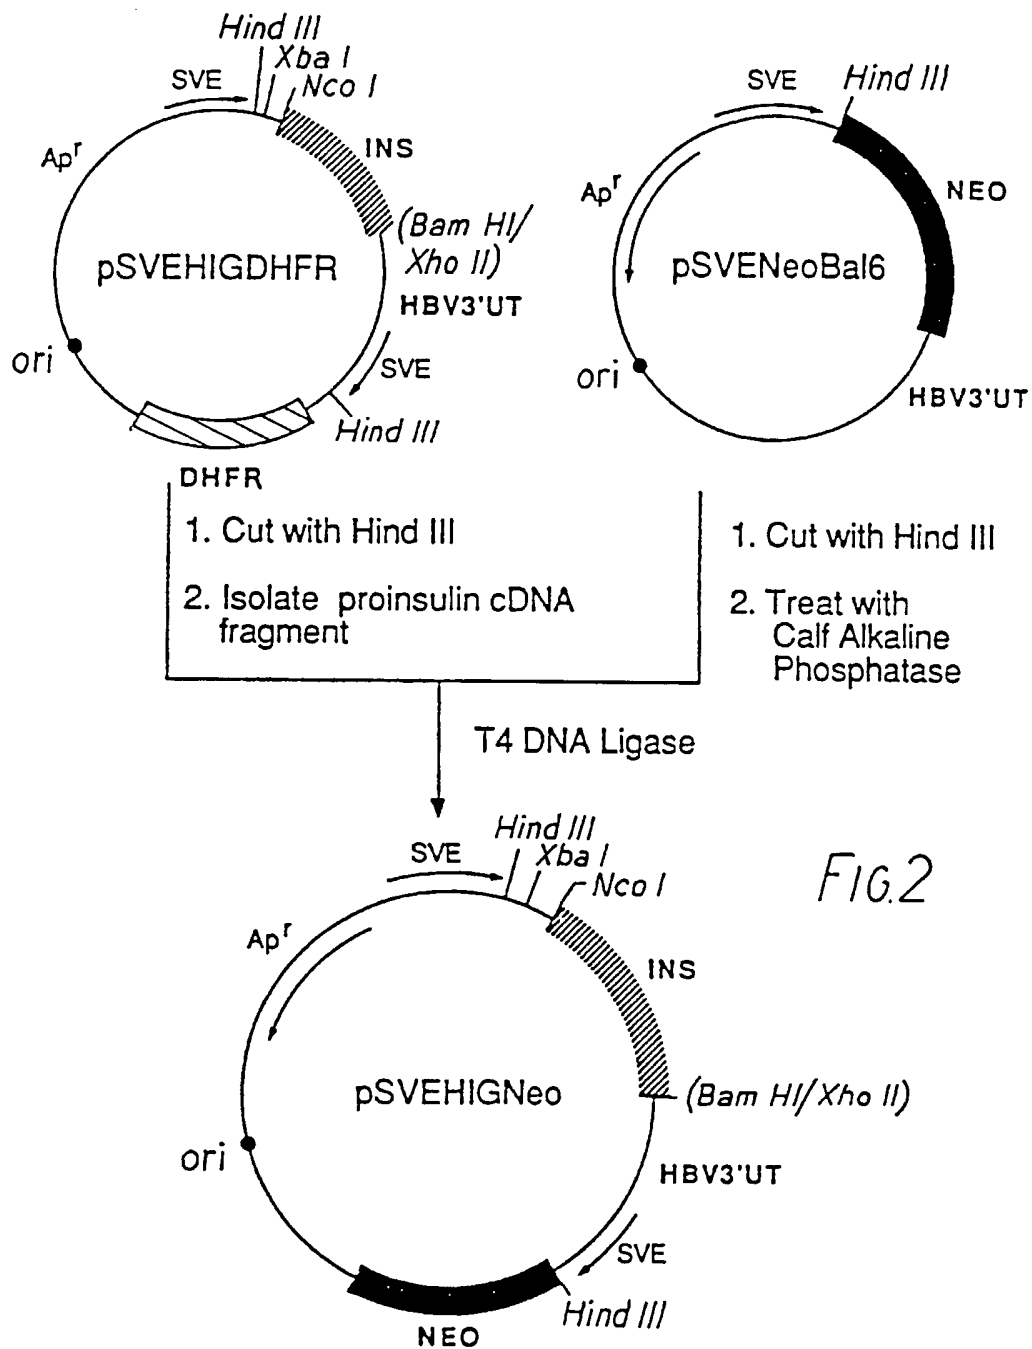 Hind III
Xba I
Nco I
SVE
INS
Ap r
(Bam HI/
Xho II)
pSVEHIGDHFR
HBV3'UT
SVE
ori
Hind III
DHFR
SVE
Hind III
Ap r
NEO
pSVENeoBal6
ori
HBV3'UT
1. Cut with Hind III
2. Isolate proinsulin cDNA
fragment
1. Cut with Hind III
2. Treat with
Calf Alkaline
Phosphatase
T4 DNA Ligase
Hind III
Xba I
Nco I
SVE
FIG.2
Ap r
INS
pSVEHIGNeo
(Bam HI/Xho II)
ori
HBV3'UT
SVE
Hind III
NEO